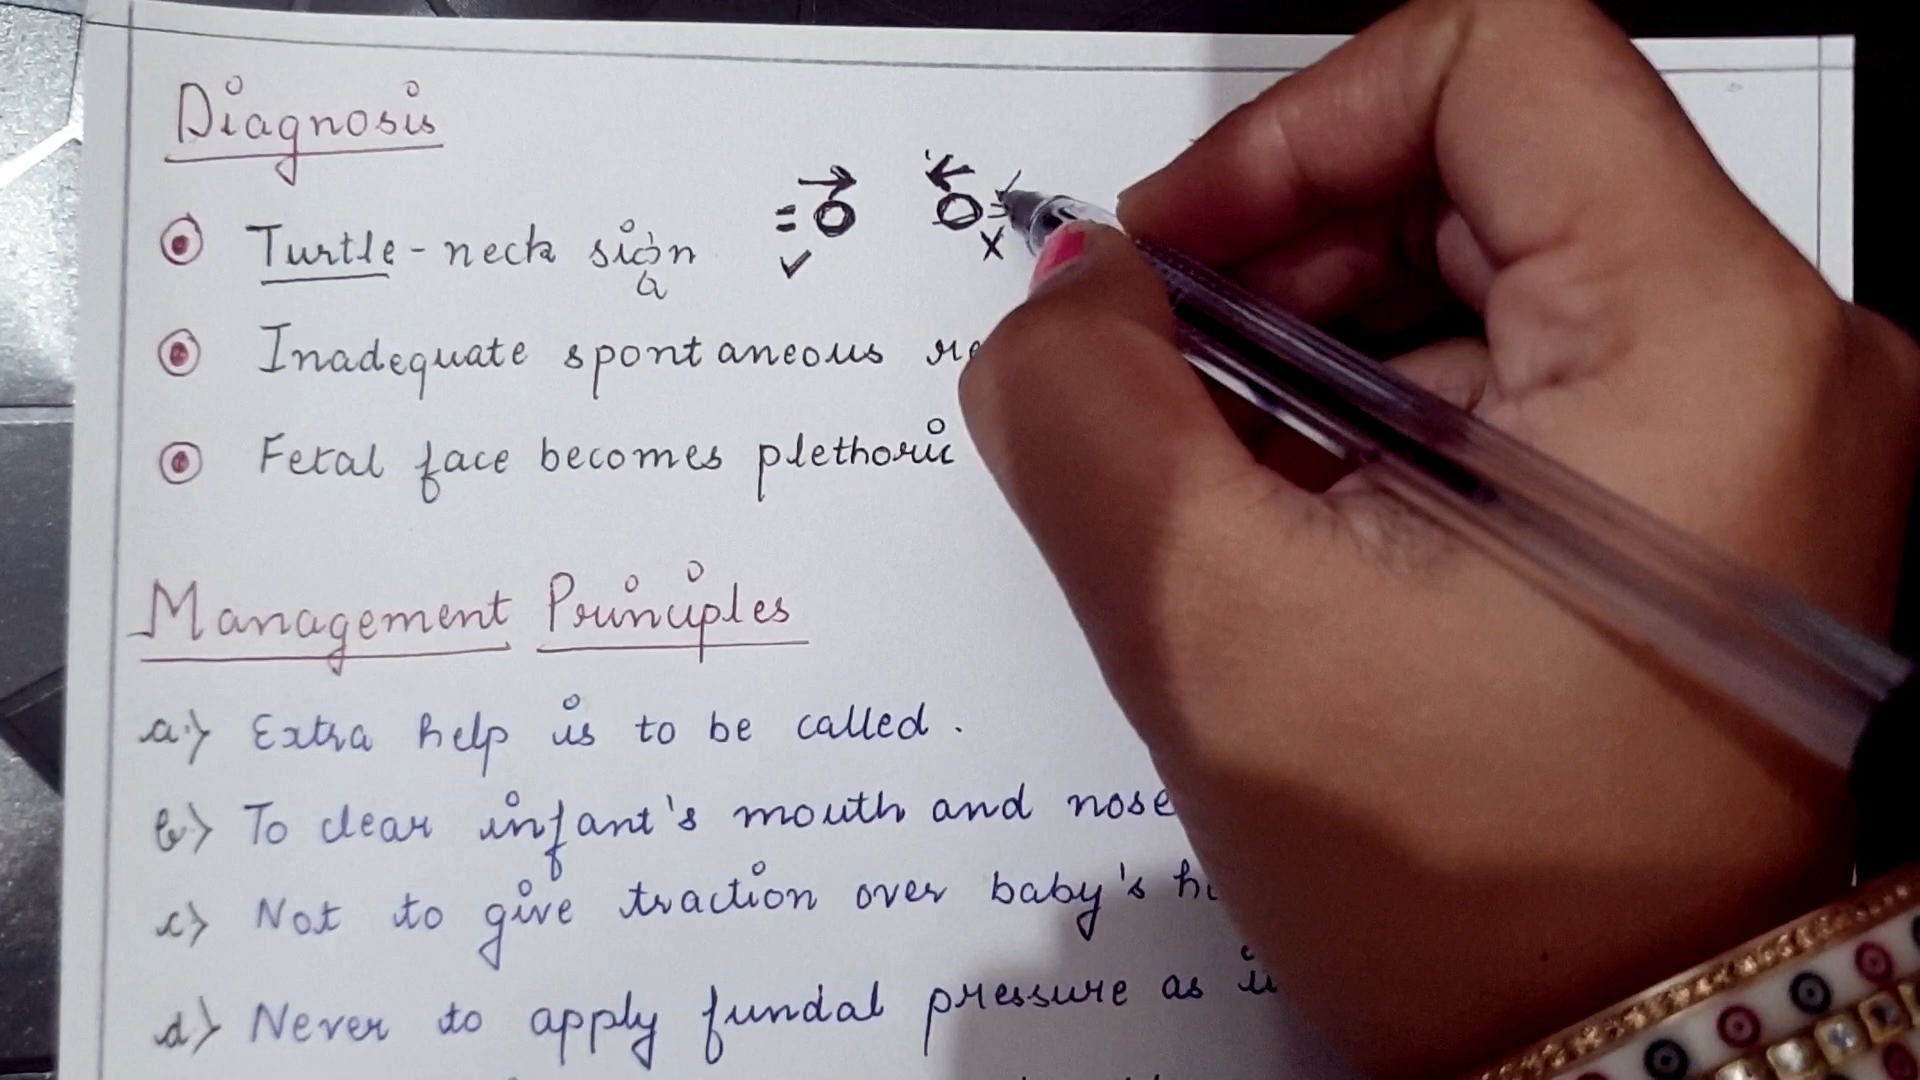 Diagnosis
Turtle-neck sign
Inadequate spontaneous
Fetal face becomes plethoric
Management Principles
a.) Extra help is to be called.
b.) To clear infant's mouth and nose
c.) Not to give traction over baby's
d.) Never to apply fundal pressure as